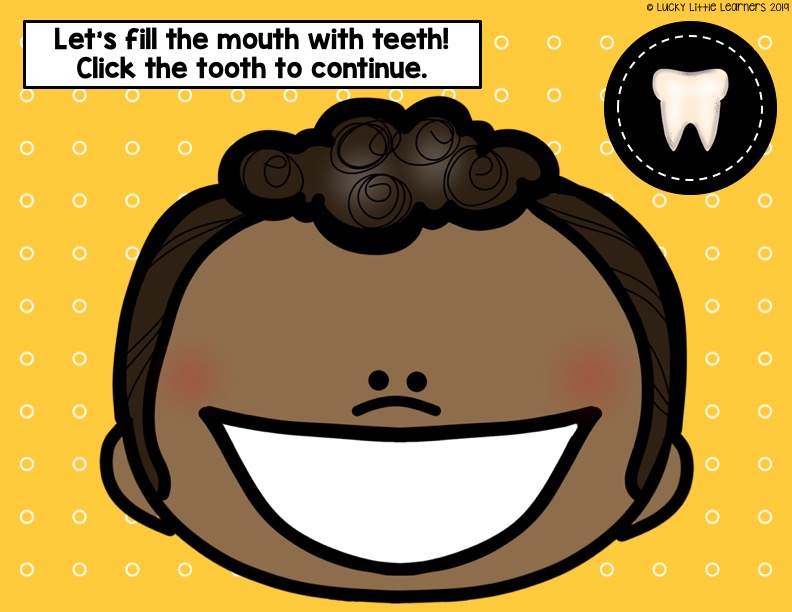 © Lucky Little Learners 2019
Let's fill the mouth with teeth!
Click the tooth to continue.